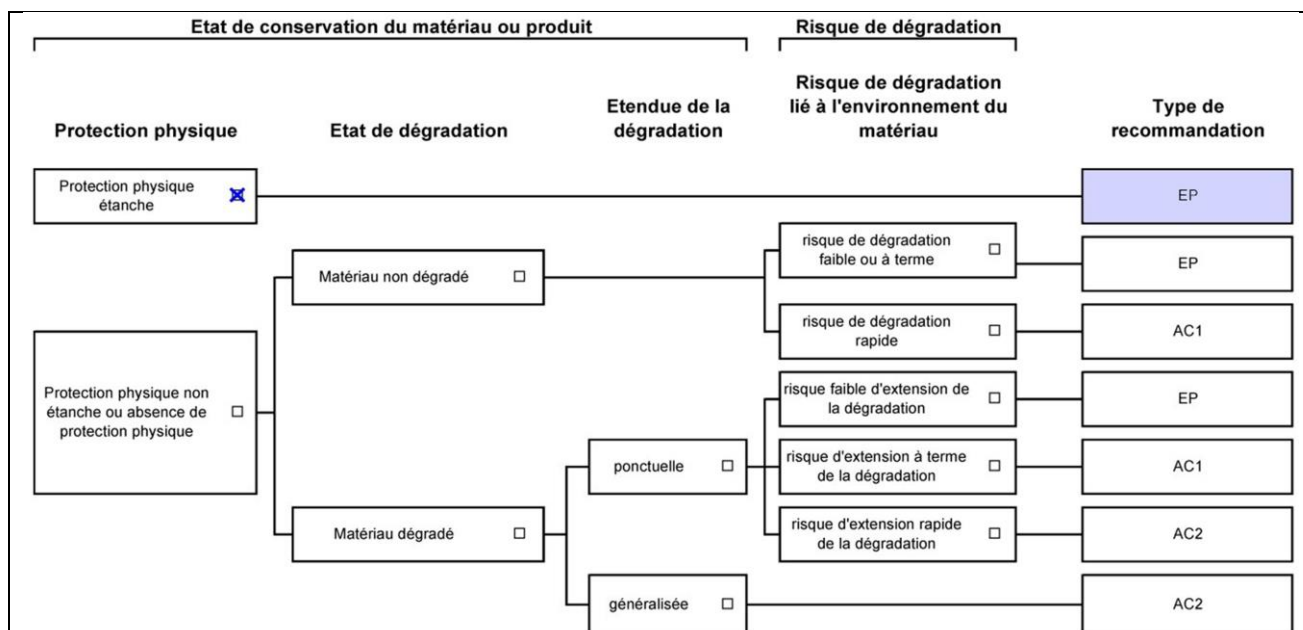 Etat de conservation du matériau ou produit
Risque de dégradation
Protection physique
Etat de dégradation
Etendue de la
dégradation
Risque de dégradation
lié à l'environnement du
matériau
Type de
recommandation
Protection physique
étanche
EP
Matériau non dégradé
risque de dégradation
faible ou à terme
EP
risque de dégradation
rapide
AC1
Protection physique non
étanche ou absence de
protection physique
risque faible d'extension de
la dégradation
EP
ponctuelle
risque d'extension à terme
de la dégradation
AC1
Matériau dégradé
risque d'extension rapide
de la dégradation
AC2
généralisée
AC2